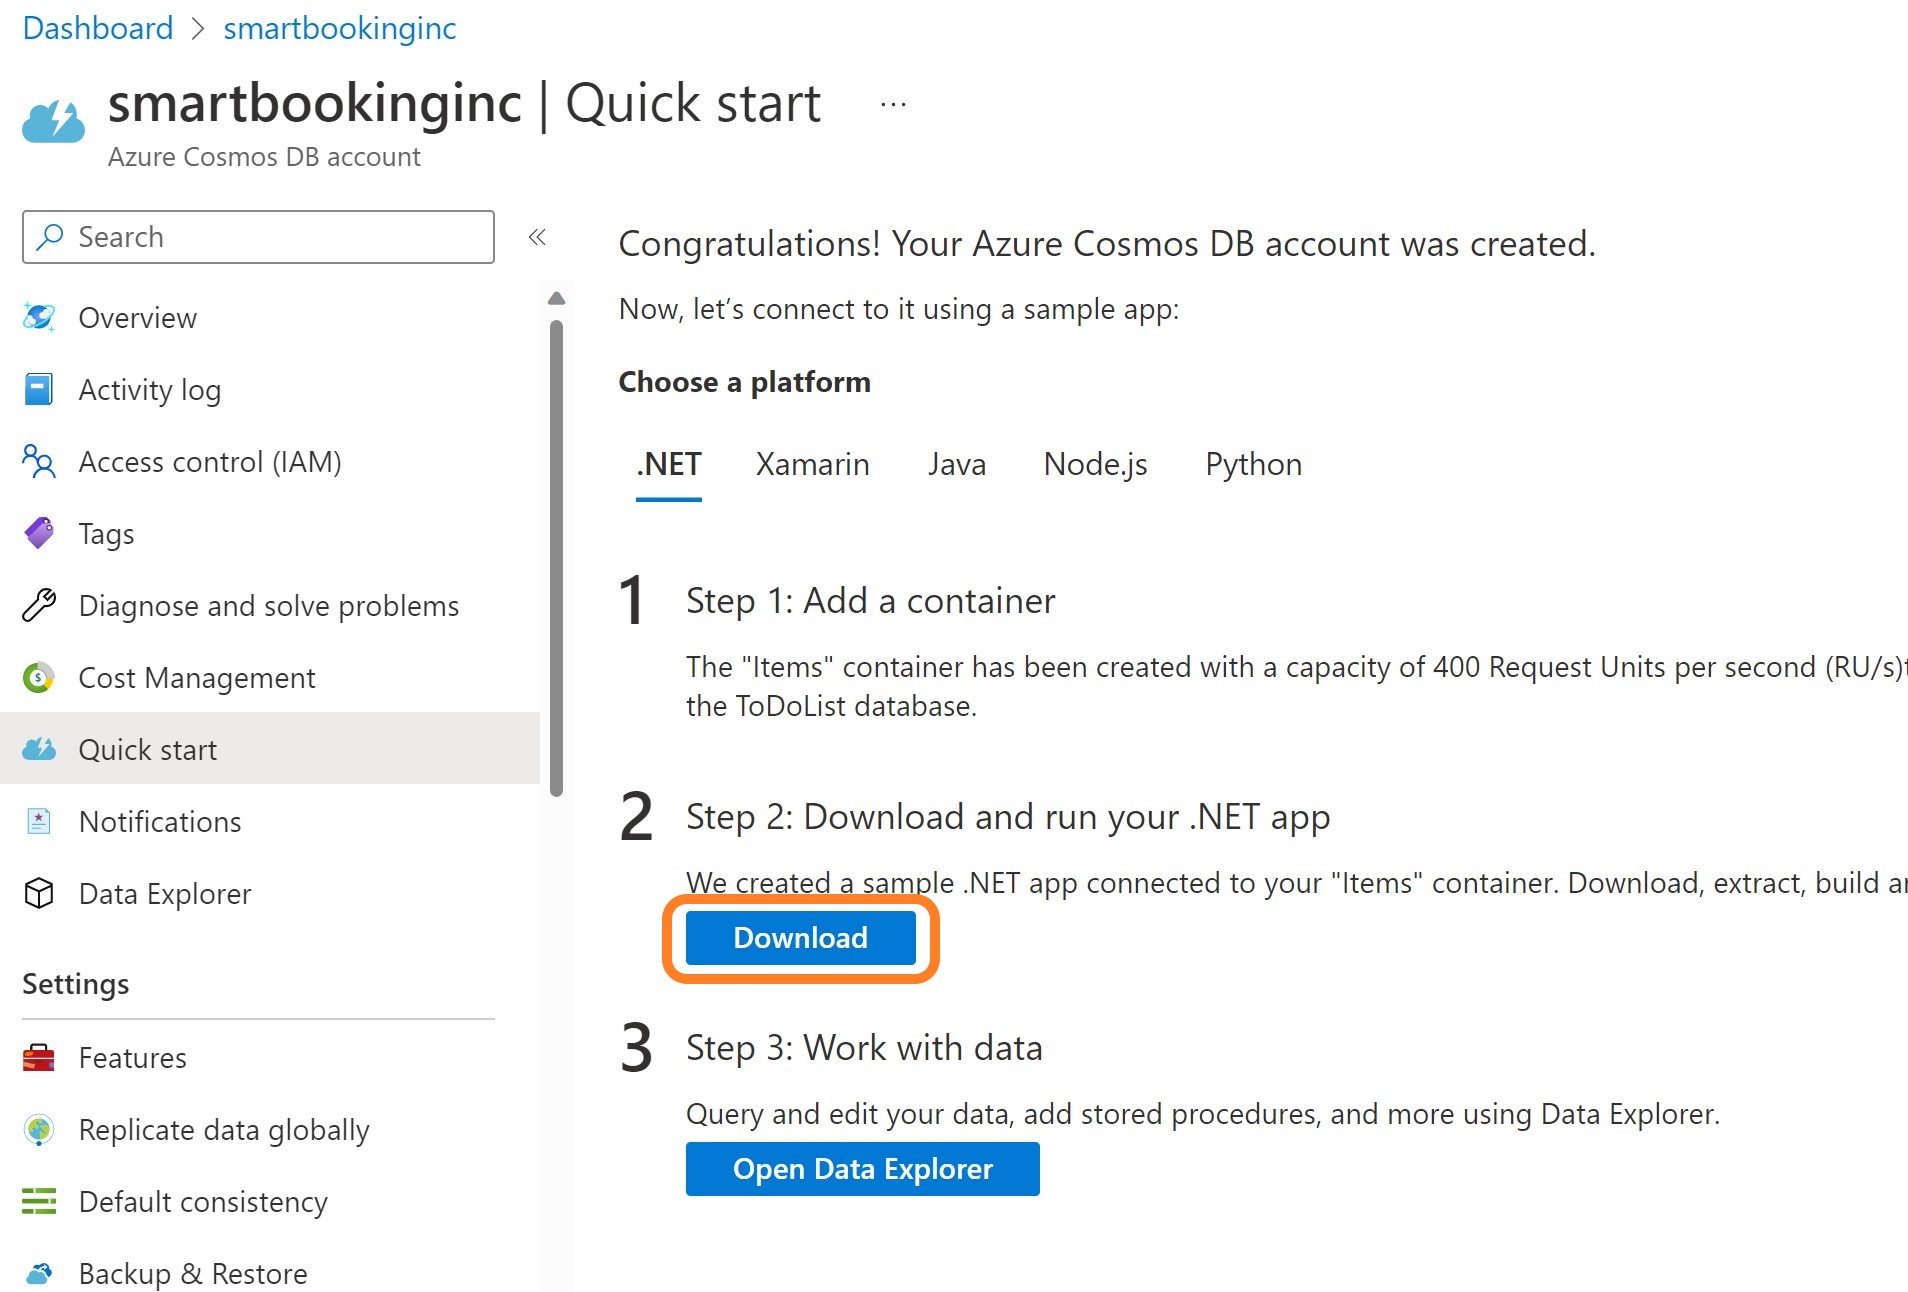 Dashboard > smartbookinginc
smartbookinginc | Quick start ...
Azure Cosmos DB account
Search «
Overview
Activity log
Access control (IAM)
Tags
Diagnose and solve problems
Cost Management
Quick start
Notifications
Data Explorer
Settings
Features
Replicate data globally
Default consistency
Backup & Restore
Congratulations! Your Azure Cosmos DB account was created.
Now, let’s connect to it using a sample app:
Choose a platform
.NET Xamarin Java Node.js Python
1 Step 1: Add a container
The "Items" container has been created with a capacity of 400 Request Units per second (RU/s)
the ToDoList database.
2 Step 2: Download and run your .NET app
We created a sample .NET app connected to your "Items" container. Download, extract, build
Download
3 Step 3: Work with data
Query and edit your data, add stored procedures, and more using Data Explorer.
Open Data Explorer